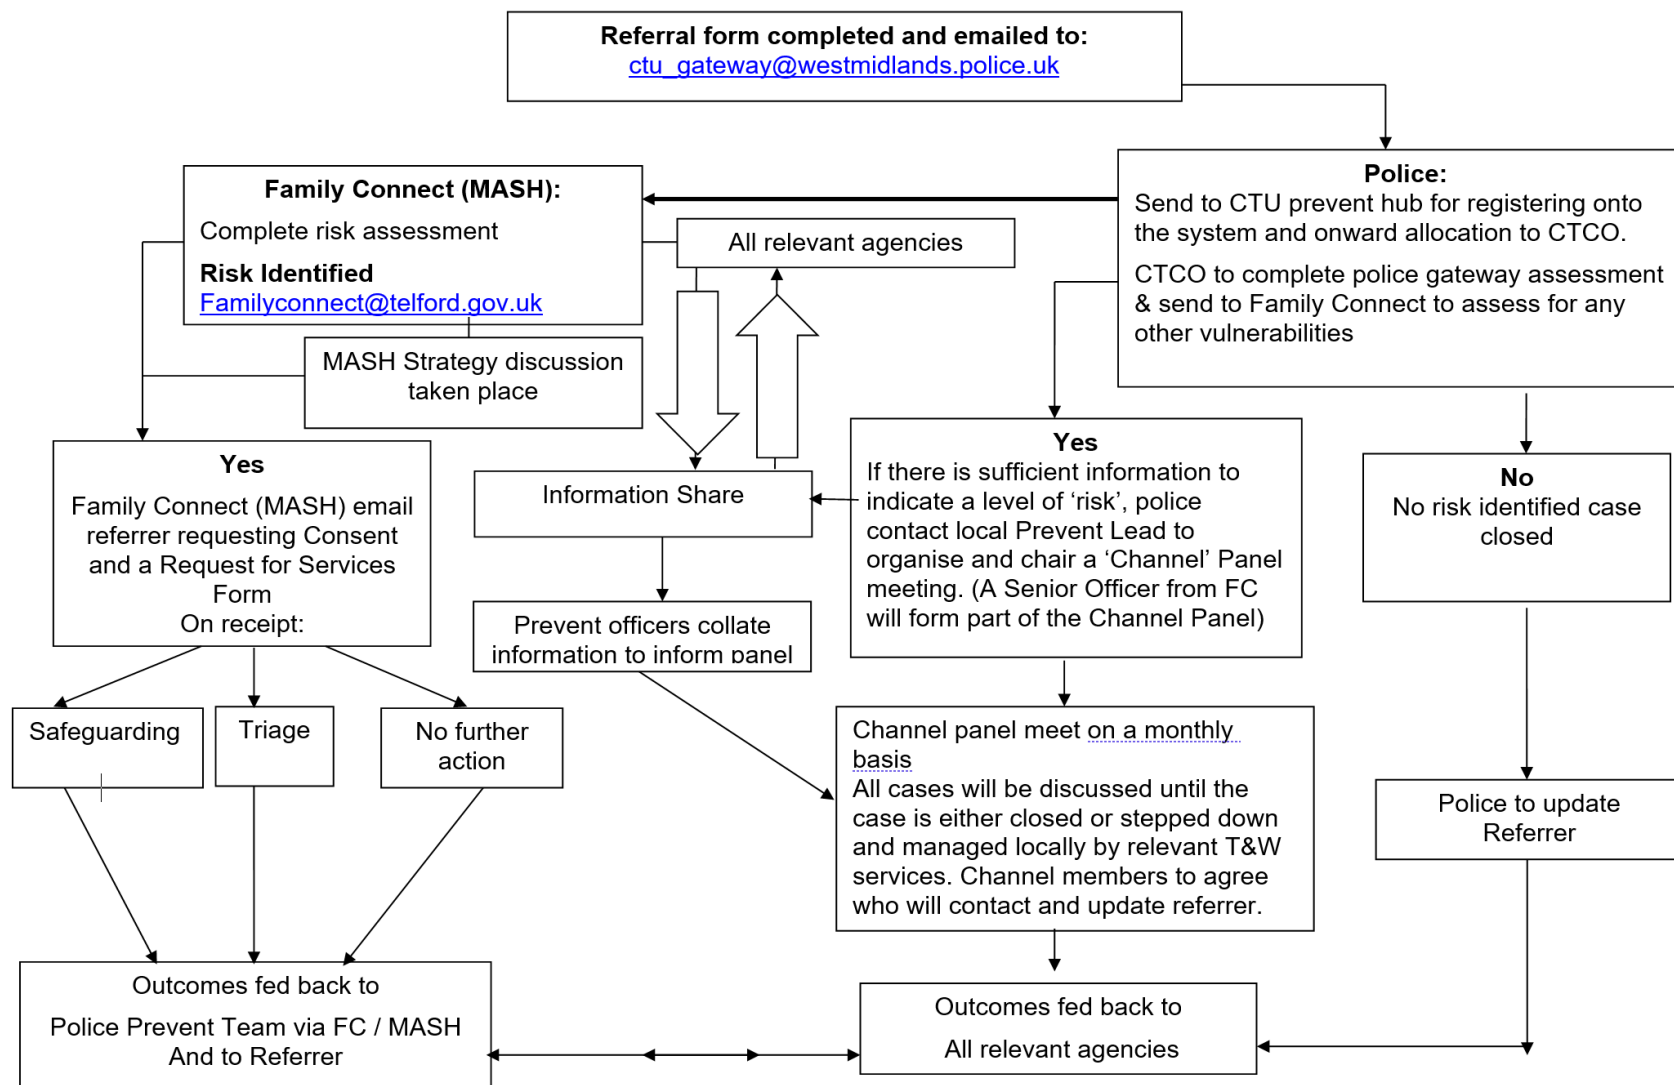 Referral form completed and emailed to:
ctu_gateway@westmidlands.police.uk
Police:
Send to CTU prevent hub for registering onto
the system and onward allocation to CTCO.
CTCO to complete police gateway assessment
& send to Family Connect to assess for any
other vulnerabilities
Family Connect (MASH):
Complete risk assessment
Risk Identified
Familyconnect@telford.gov.uk
All relevant agencies
MASH Strategy discussion
taken place
Yes
Family Connect (MASH) email
referrer requesting Consent
and a Request for Services
Form
On receipt:
Information Share
Yes
If there is sufficient information to
indicate a level of ‘risk’, police
contact local Prevent Lead to
organise and chair a ‘Channel’ Panel
meeting. (A Senior Officer from FC
will form part of the Channel Panel)
No
No risk identified case
closed
Prevent officers collate
information to inform panel
Safeguarding
Triage
No further
action
Channel panel meet on a monthly
basis
All cases will be discussed until the
case is either closed or stepped down
and managed locally by relevant T&W
services. Channel members to agree
who will contact and update referrer.
Police to update
Referrer
Outcomes fed back to
Police Prevent Team via FC / MASH
And to Referrer
Outcomes fed back to
All relevant agencies